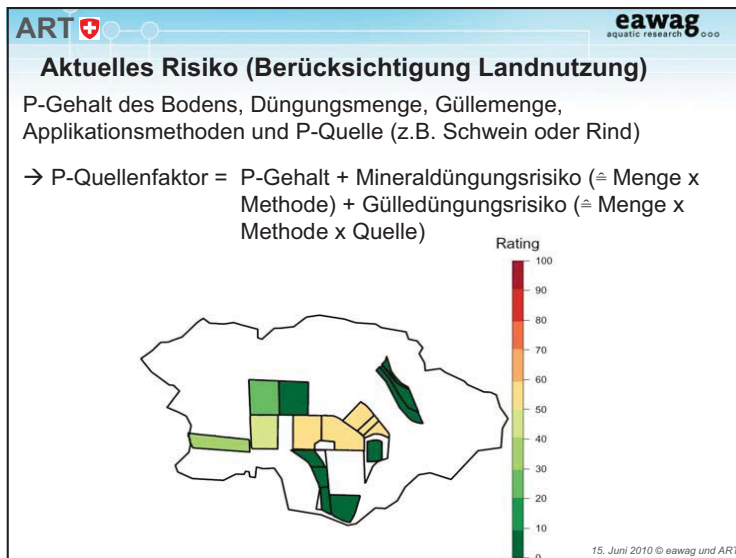 ART
eawag
aquatic research
Aktuelles Risiko (Berücksichtigung Landnutzung)
P-Gehalt des Bodens, Düngungsmenge, Güllemenge,
Applikationsmethoden und P-Quelle (z.B. Schwein oder Rind)
→ P-Quellenfaktor = P-Gehalt + Mineraldüngungsrisiko (≙ Menge x
Methode) + Gülledüngungsrisiko (≙ Menge x
Methode x Quelle)
Rating
100
90
80
70
60
50
40
30
20
10
0
15. Juni 2010 © eawag und ART